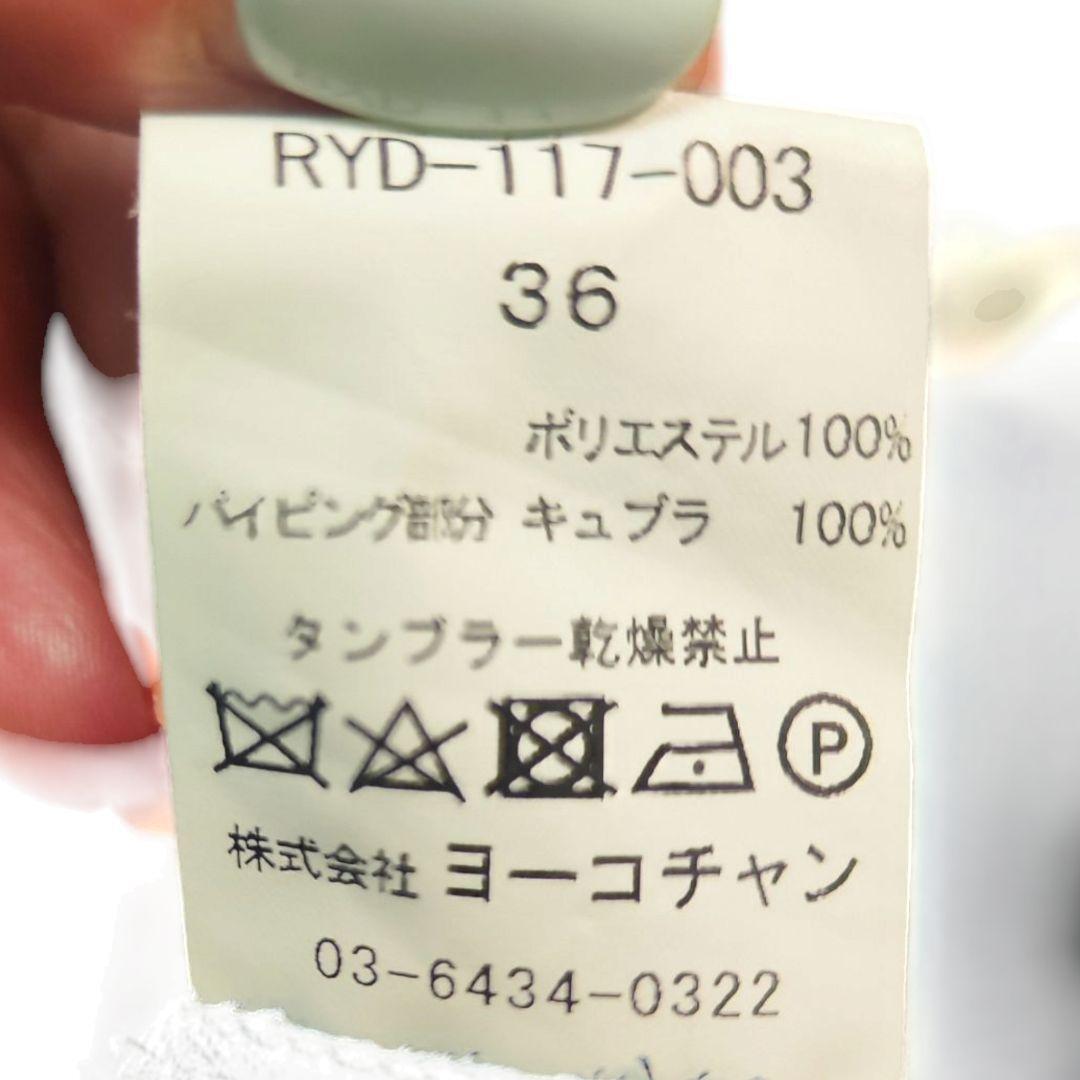 RYD-117-003
36
ポリエステル100%
パイピング部分 キュプラ 100%
タンブラー乾燥禁止
P
株式会社 ヨーコチャン
03-6434-0322